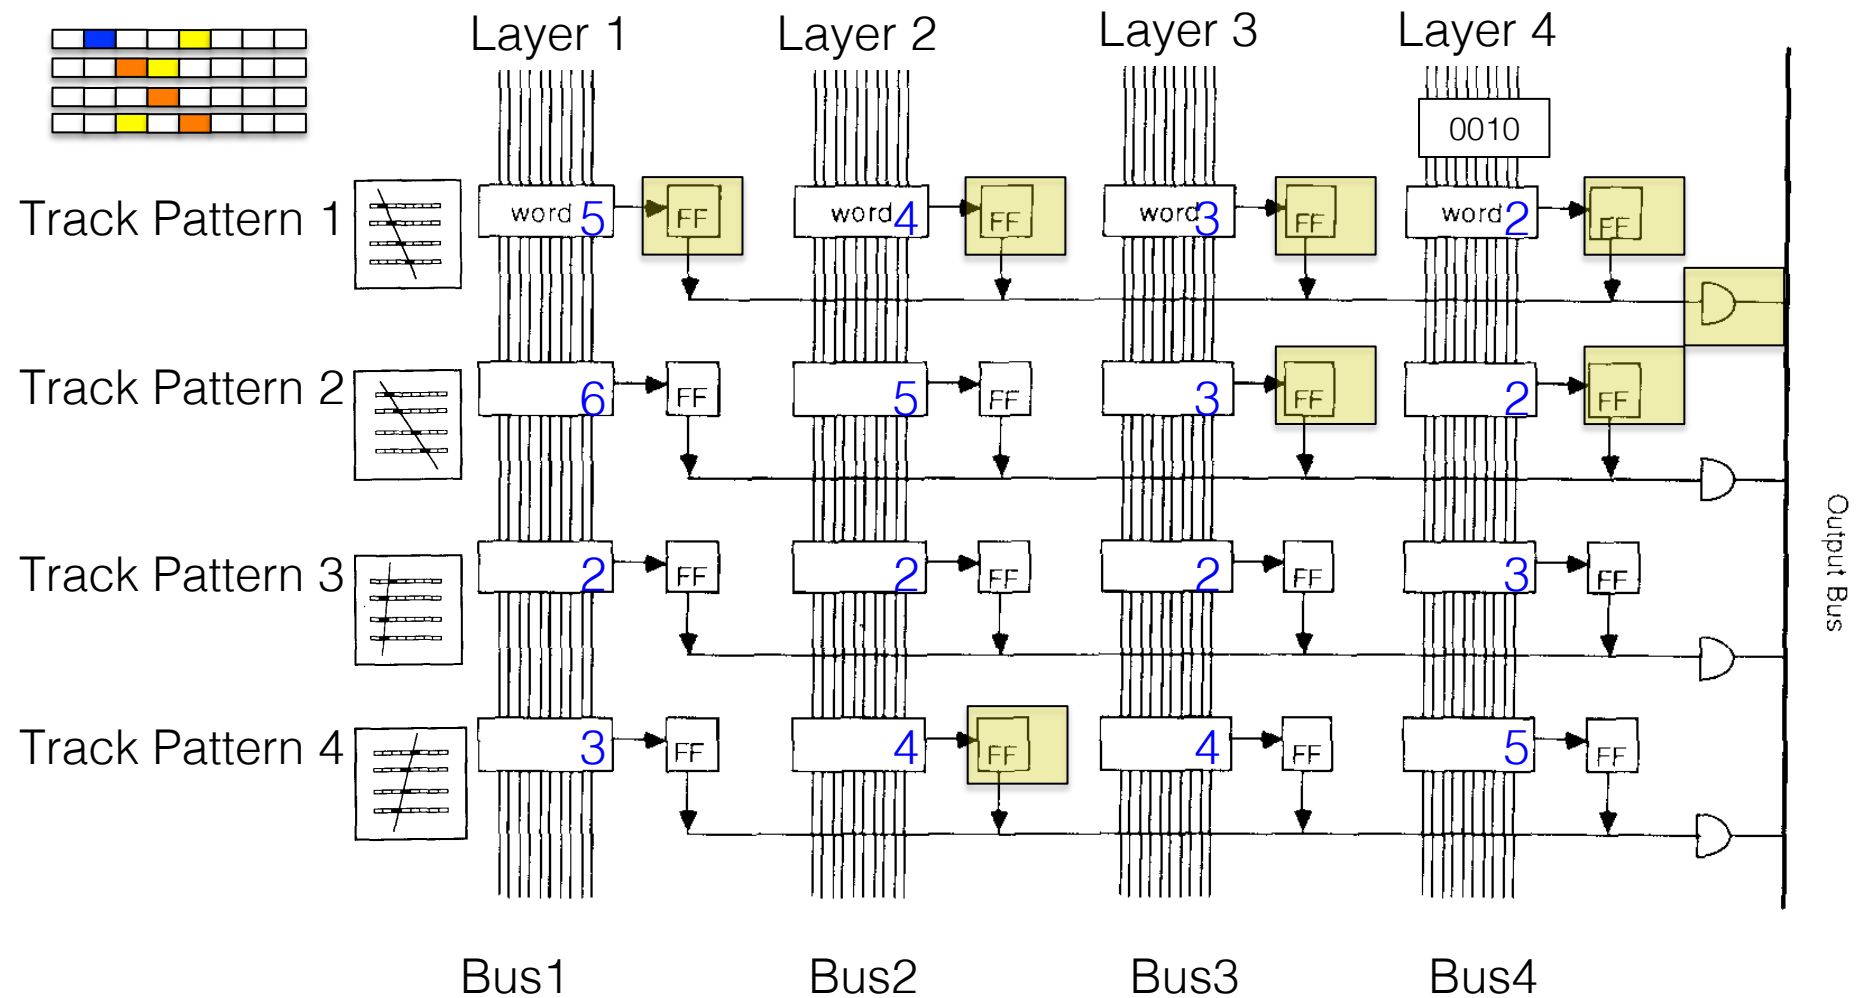 Layer 1 Layer 2 Layer 3 Layer 4
0010
Track Pattern 1 word 5 FF word 4 FF word 3 FF word 2 FF
Track Pattern 2 6 FF 5 FF 3 FF 2 FF
Track Pattern 3 2 FF 2 FF 2 FF 3 FF
Track Pattern 4 3 FF 4 FF 4 FF 5 FF
Output Bus
Bus1 Bus2 Bus3 Bus4